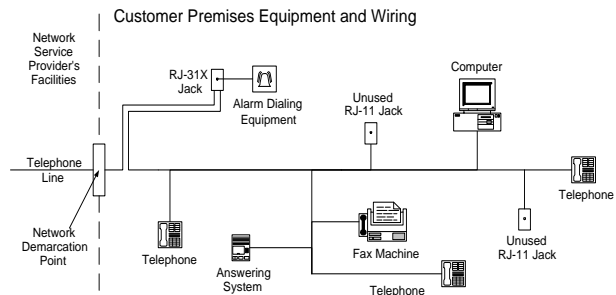 Customer Premises Equipment and Wiring
Network
Service
Provider's
Facilities
RJ-31X
Jack
Alarm Dialing
Equipment
Unused
RJ-11 Jack
Computer
Telephone
Line
Network
Demarcation
Point
Telephone
Answering
System
Fax Machine
Telephone
Unused
RJ-11 Jack
Telephone